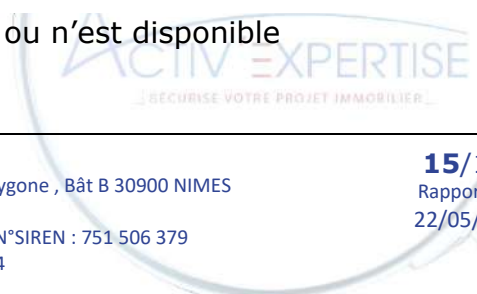 ou n’est disponible
ACTIV EXPERTISE
SÉCURISE VOTRE PROJET IMMOBILIER
ygone , Bât B 30900 NIMES
15/
Rappor
22/05/
N°SIREN : 751 506 379
4